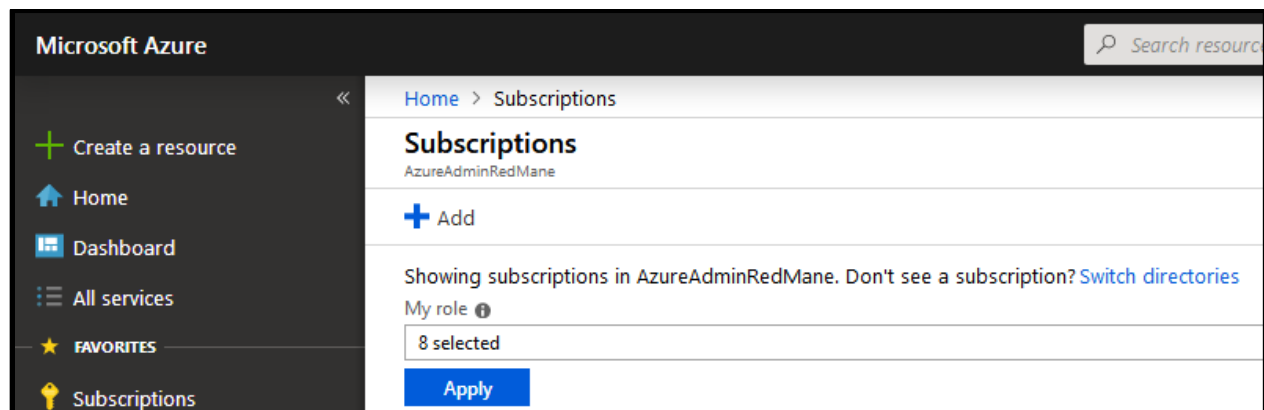 Microsoft Azure
Search resourc
«
Create a resource
Home
Dashboard
All services
FAVORITES
Subscriptions
Home > Subscriptions
Subscriptions
AzureAdminRedMane
Add
Showing subscriptions in AzureAdminRedMane. Don't see a subscription? Switch directories
My role
8 selected
Apply